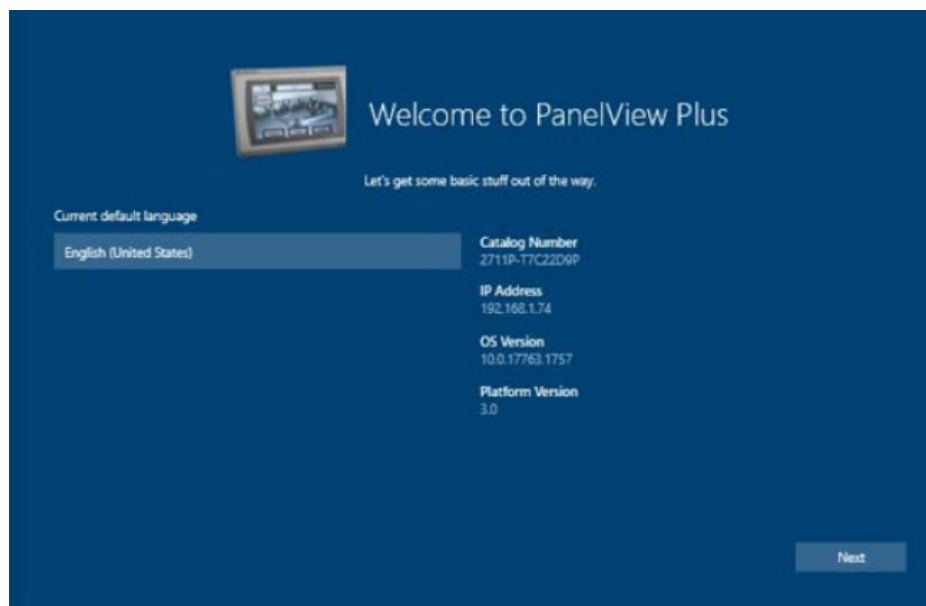 Welcome to PanelView Plus
Let's get some basic stuff out of the way.
Current default language
English (United States)
Catalog Number
2711P-T7C22D9P
IP Address
192.168.1.74
OS Version
10.0.17763.1757
Platform Version
3.0
Next